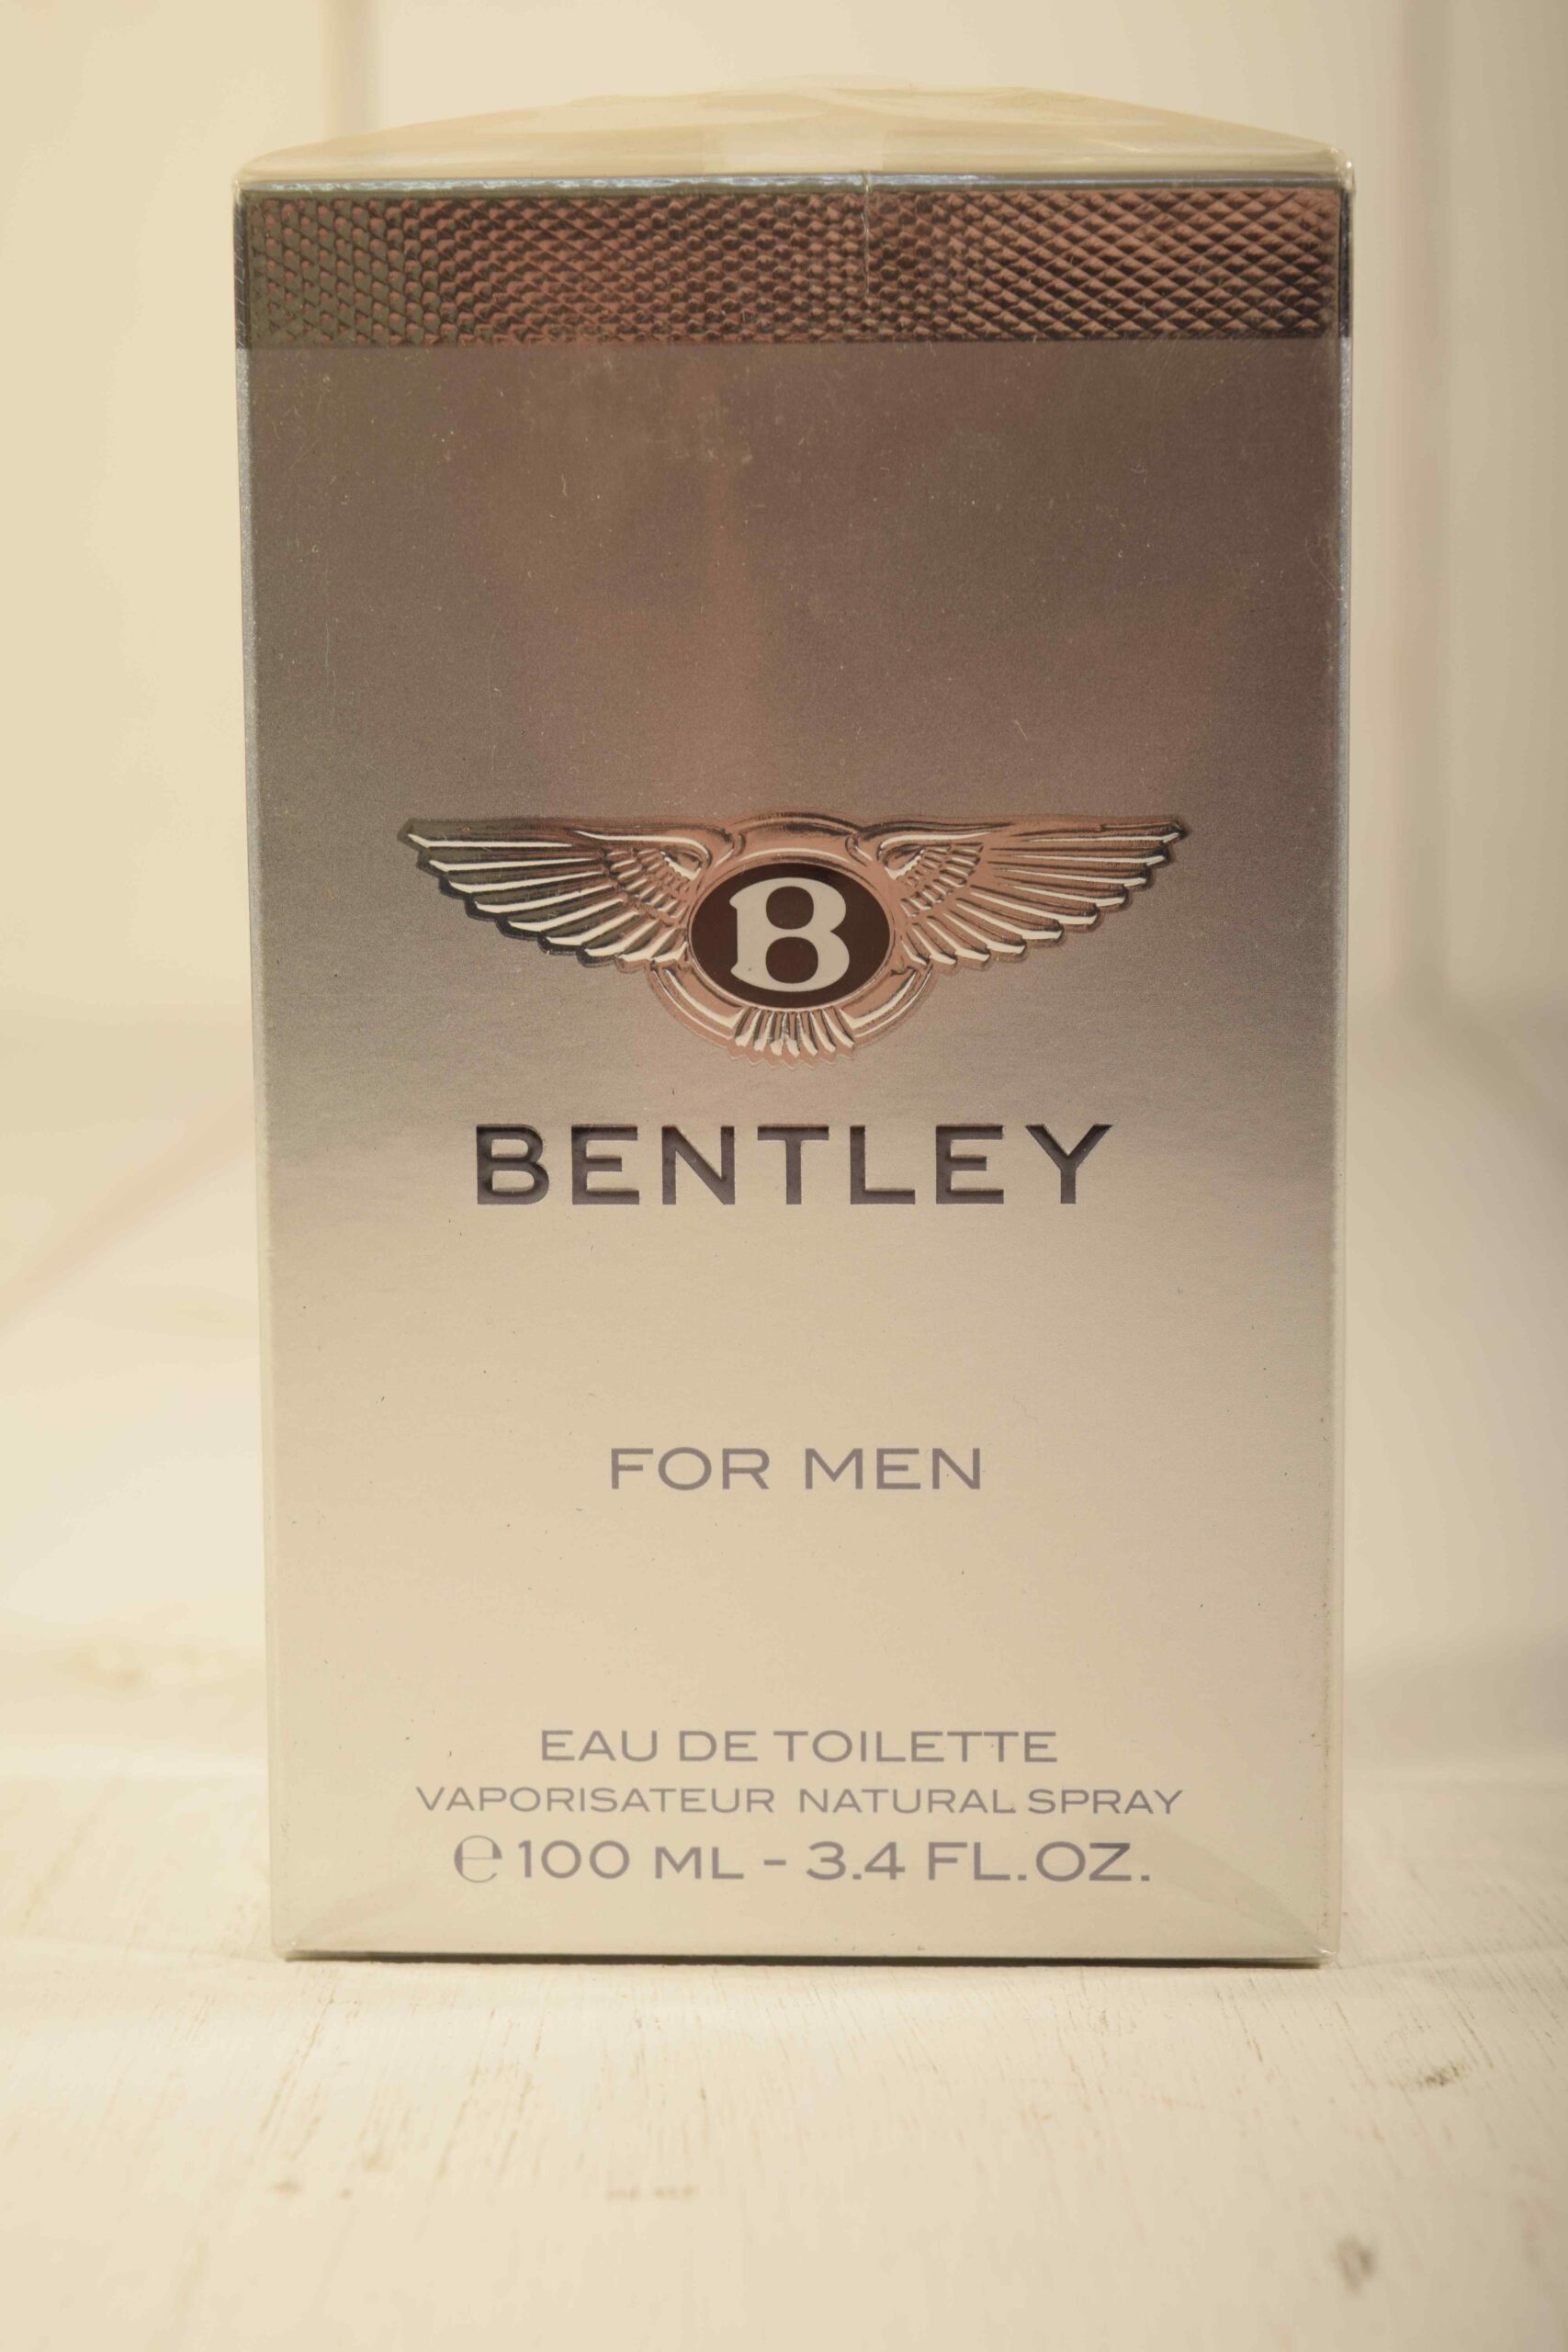 B
BENTLEY
FOR MEN
EAU DE TOILETTE
VAPORISATEUR NATURAL SPRAY
℮100 ML - 3.4 FL.OZ.